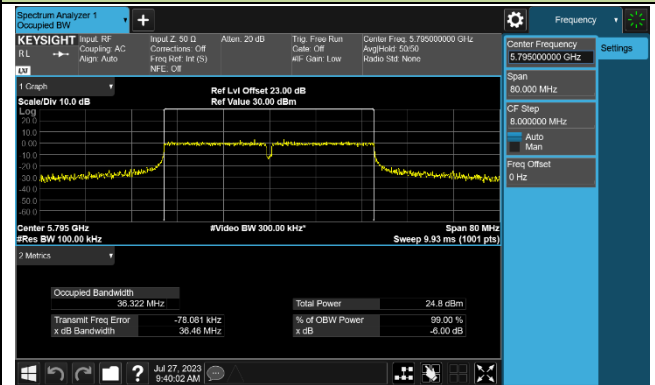 Spectrum Analyzer 1
Occupied BW
Frequency
KEYSIGHT
RL
LXI
Input: RF
Coupling: AC
Align: Auto
Input Z: 50 Ω
Corrections: Off
Freq Ref: Int (S)
NFE: Off
Atten: 20 dB
Trig: Free Run
Gate: Off
#IF Gain: Low
Center Freq: 5.795000000 GHz
Avg|Hold: 50/50
Radio Std: None
Center Frequency
5.795000000 GHz
Settings
Span
80.000 MHz
CF Step
8.000000 MHz
Auto
Man
Freq Offset
0 Hz
1 Graph
Scale/Div 10.0 dB
Ref Lvl Offset 23.00 dB
Ref Value 30.00 dBm
Log
20.0
10.0
0.00
-10.0
-20.0
-30.0
-40.0
-50.0
-60.0
Center 5.795 GHz
#Video BW 300.00 kHz*
Span 80 MHz
#Res BW 100.00 kHz
Sweep 9.93 ms (1001 pts)
2 Metrics
Occupied Bandwidth
36.322 MHz
Total Power
24.8 dBm
Transmit Freq Error
-78.081 kHz
% of OBW Power
99.00 %
x dB Bandwidth
36.46 MHz
x dB
-6.00 dB
?
Jul 27, 2023
9:40:02 AM